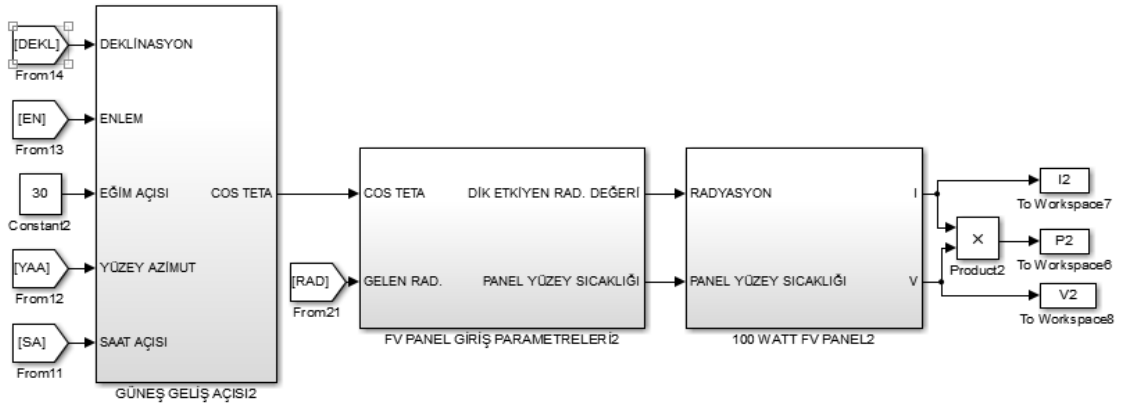 [DEKL]
From14
DEKLİNASYON
[EN]
From13
ENLEM
30
Constant2
EĞİM AÇISI
COS TETA
[YAA]
From12
YÜZEY AZİMUT
[SA]
From11
SAAT AÇISI
GÜNEŞ GELİŞ AÇISI2
COS TETA
DİK ETKİYEN RAD. DEĞERİ
[RAD]
From21
GELEN RAD.
PANEL YÜZEY SICAKLIĞI
FV PANEL GİRİŞ PARAMETRELERİ2
RADYASYON
I
PANEL YÜZEY SICAKLIĞI
V
100 WATT FV PANEL2
×
Product2
I2
To Workspace7
P2
To Workspace6
V2
To Workspace8